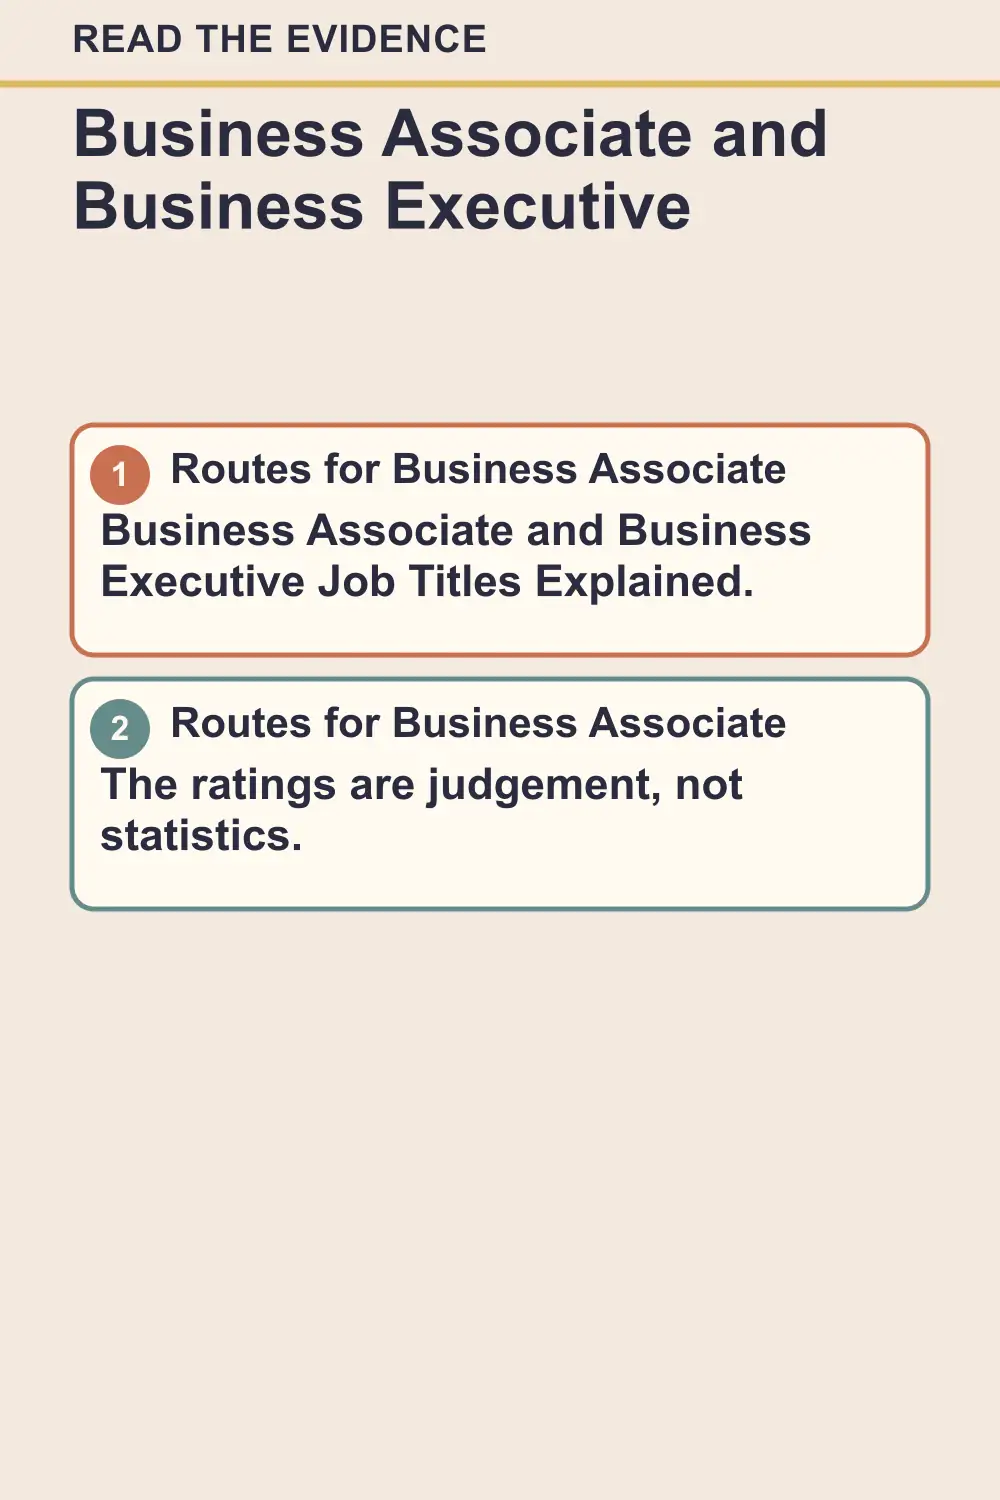 READ THE EVIDENCE
Business Associate and
Business Executive
1 Routes for Business Associate
Business Associate and Business
Executive Job Titles Explained.
2 Routes for Business Associate
The ratings are judgement, not
statistics.